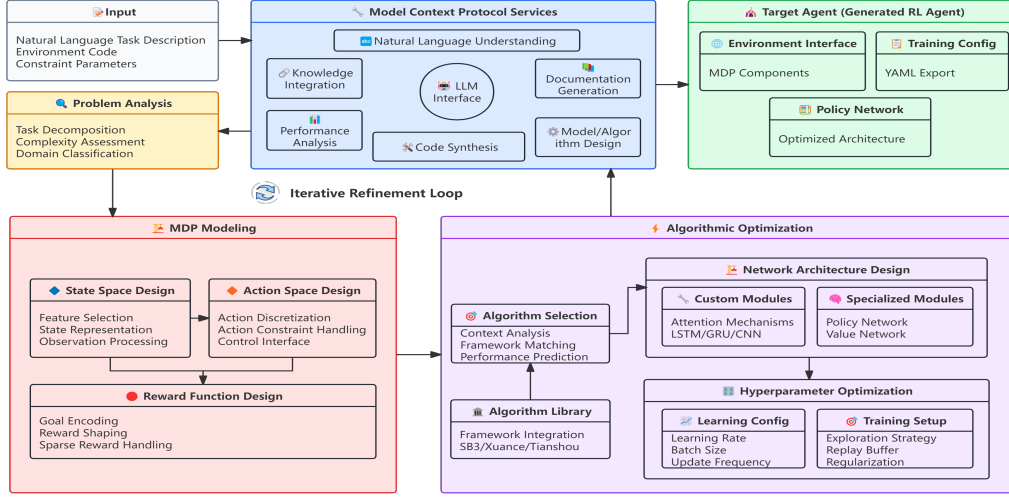 Input
Natural Language Task Description
Environment Code
Constraint Parameters
Problem Analysis
Task Decomposition
Complexity Assessment
Domain Classification
Model Context Protocol Services
abc Natural Language Understanding
Knowledge
Integration
LLM
Interface
Documentation
Generation
Performance
Analysis
Code Synthesis
Model/Algor
ithm Design
Target Agent (Generated RL Agent)
Environment Interface
MDP Components
Training Config
YAML Export
Policy Network
Optimized Architecture
Iterative Refinement Loop
MDP Modeling
State Space Design
Feature Selection
State Representation
Observation Processing
Action Space Design
Action Discretization
Action Constraint Handling
Control Interface
Reward Function Design
Goal Encoding
Reward Shaping
Sparse Reward Handling
Algorithmic Optimization
Algorithm Selection
Context Analysis
Framework Matching
Performance Prediction
Algorithm Library
Framework Integration
SB3/Xuance/Tianshou
Network Architecture Design
Custom Modules
Attention Mechanisms
LSTM/GRU/CNN
Specialized Modules
Policy Network
Value Network
Hyperparameter Optimization
Learning Config
Learning Rate
Batch Size
Update Frequency
Training Setup
Exploration Strategy
Replay Buffer
Regularization